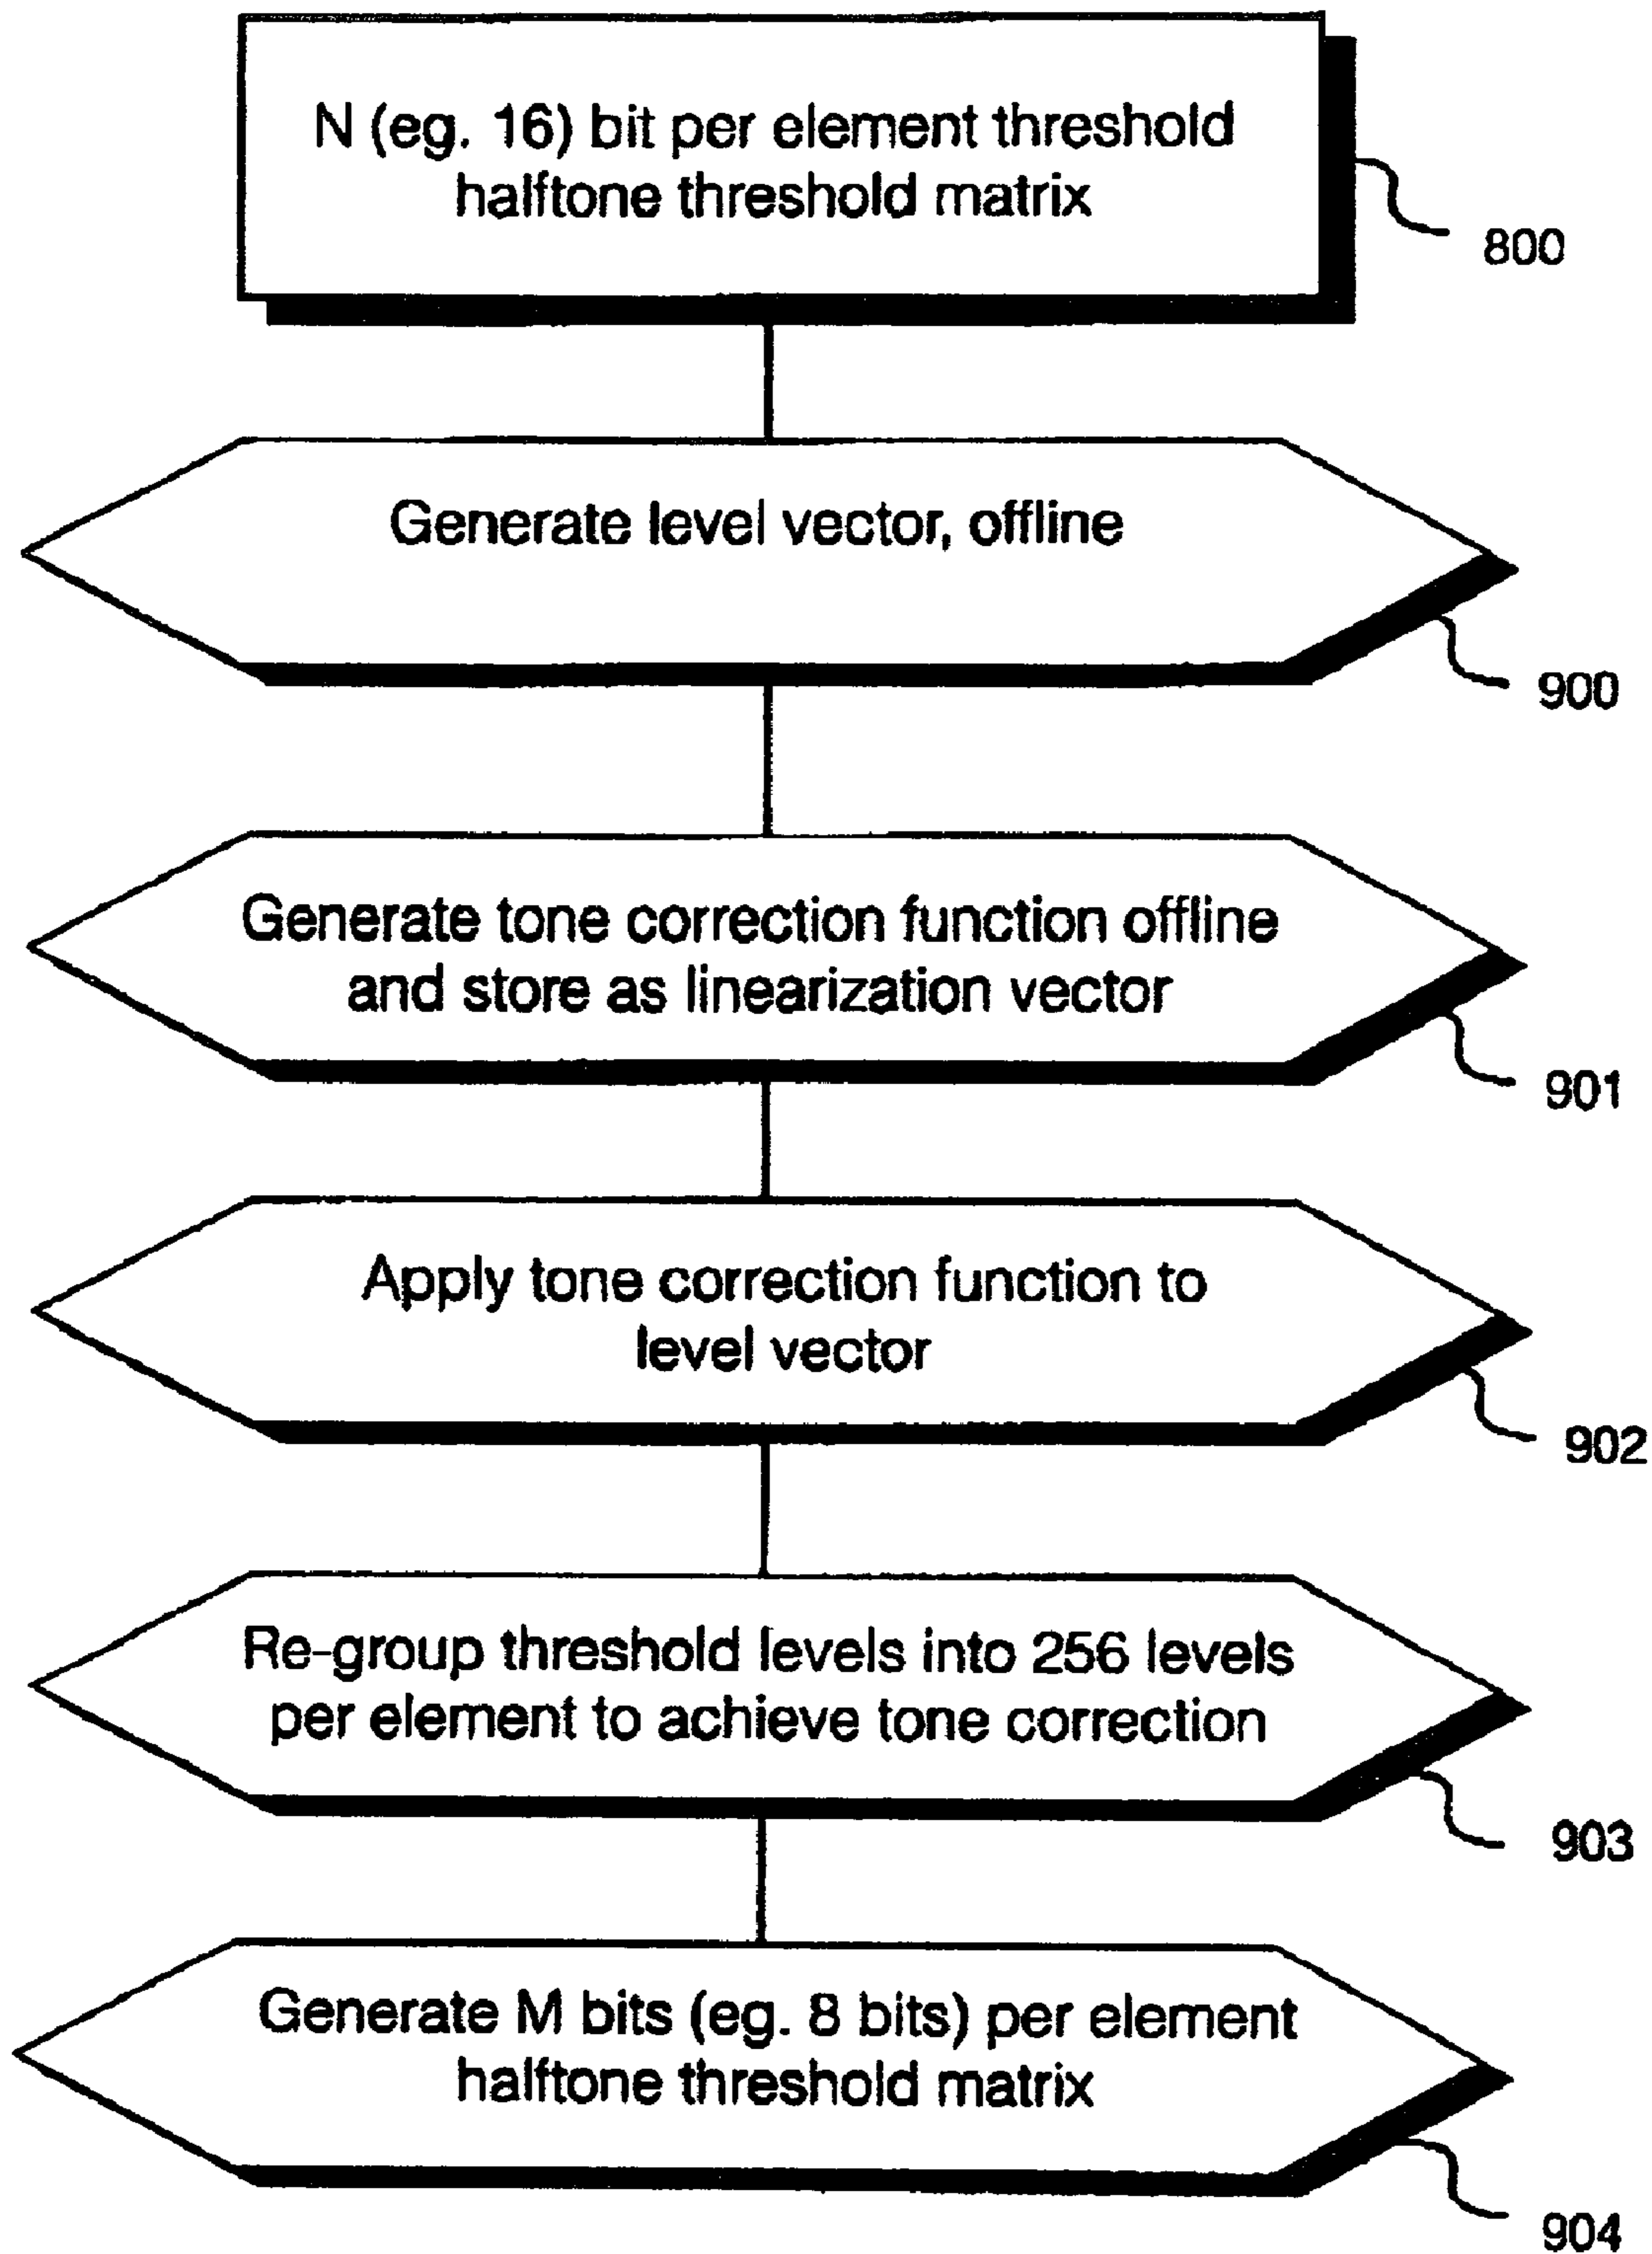 N (eg. 16) bit per element threshold
halftone threshold matrix
800
Generate level vector, offline
900
Generate tone correction function offline
and store as linearization vector
901
Apply tone correction function to
level vector
902
Re-group threshold levels into 256 levels
per element to achieve tone correction
903
Generate M bits (eg. 8 bits) per element
halftone threshold matrix
904